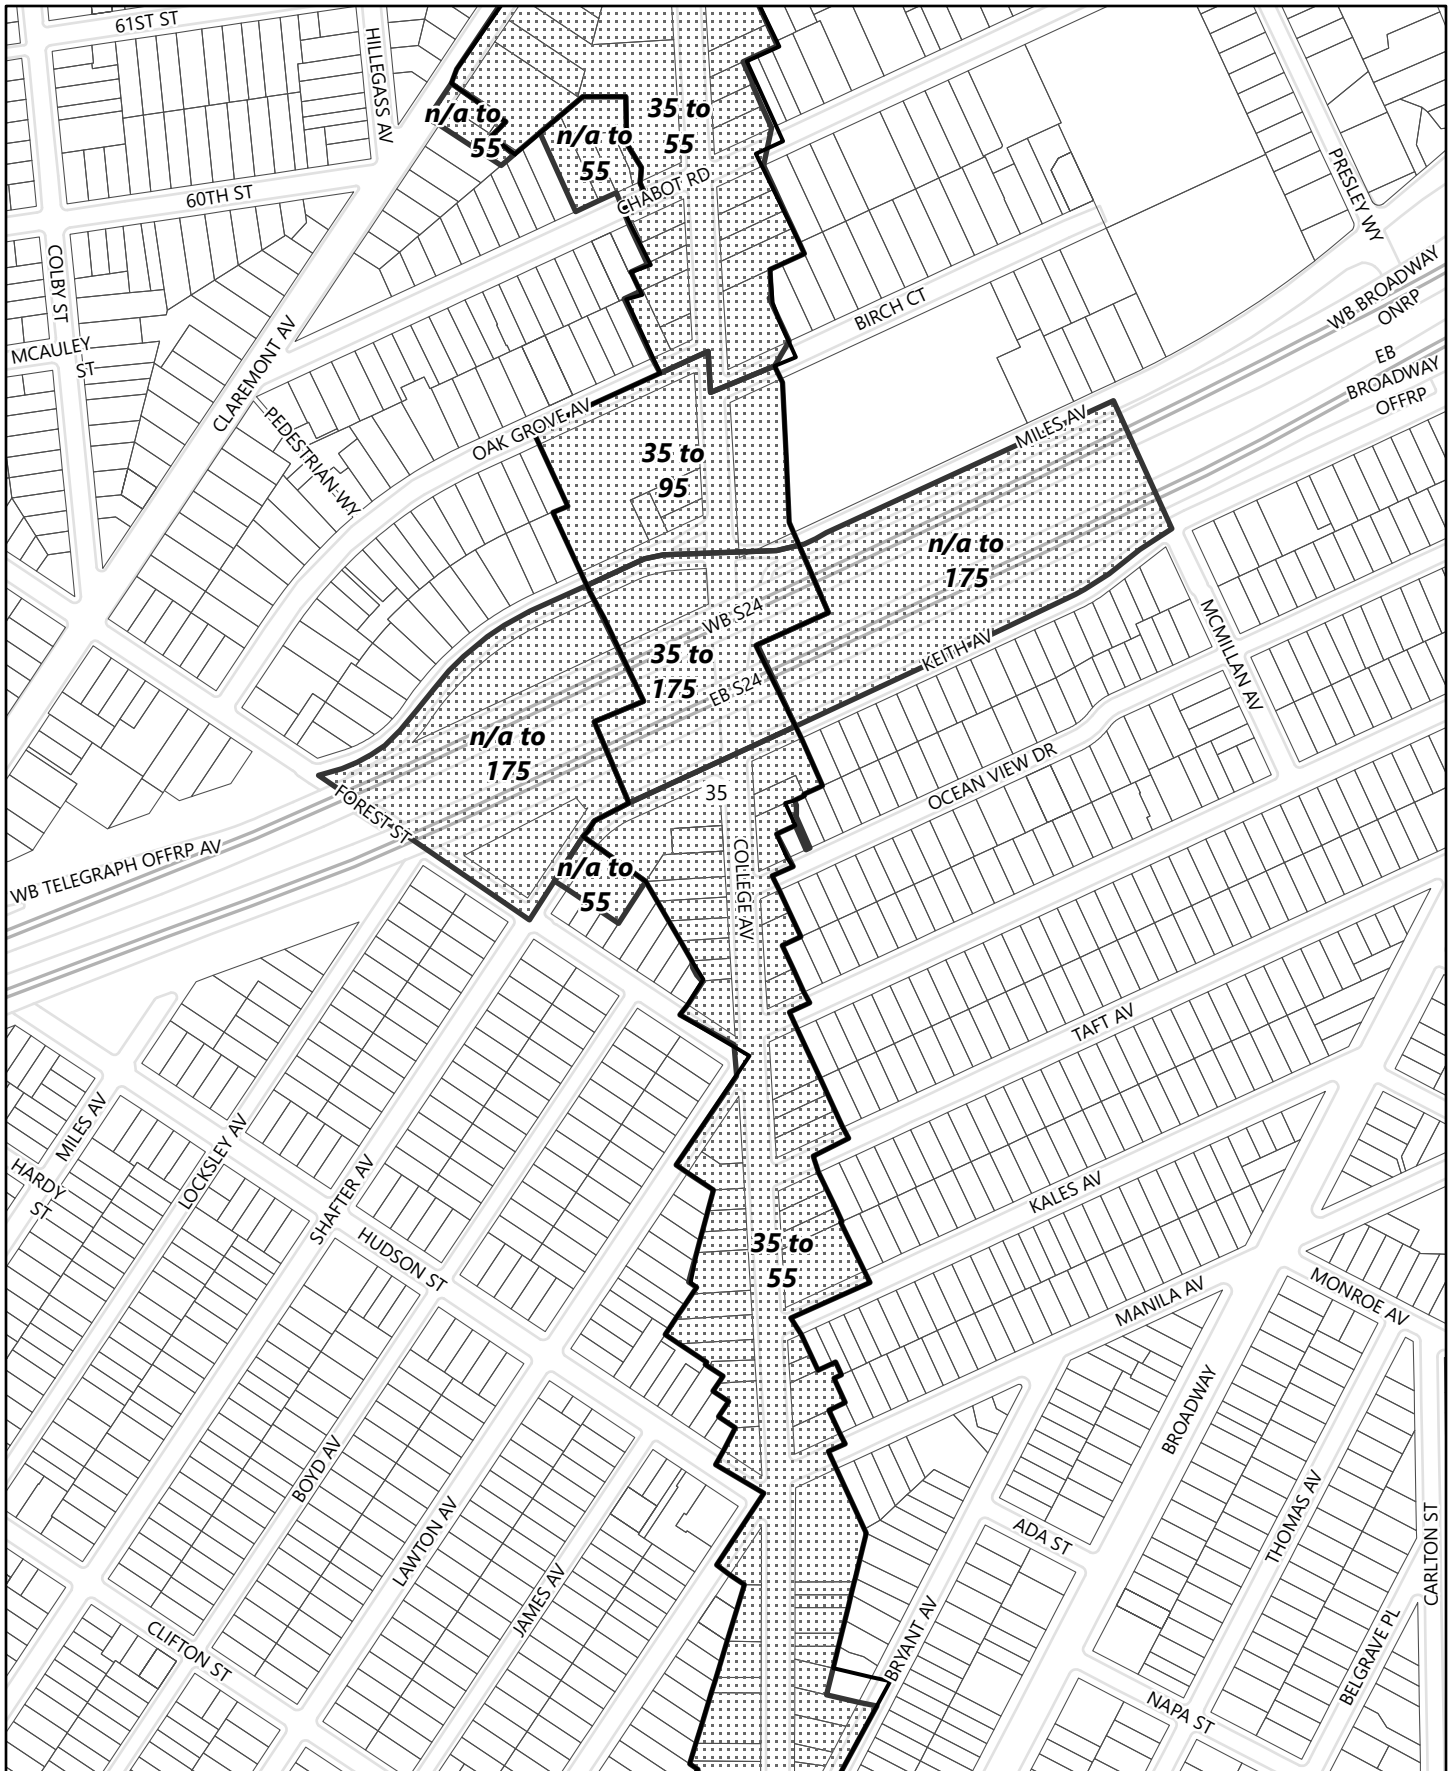 61ST ST
HILLEGASS AV
n/a to
55
n/a to
55
35 to
55
CHABOT RD
60TH ST
PRESLEY WY
COLBY ST
WB BROADWAY
ONRP
BIRCH CT
MCAULEY
ST
CLAREMONT AV
EB
BROADWAY
OFFRP
PEDESTRIAN WY
OAK GROVE AV
MILES AV
35 to
95
n/a to
175
WB S24
MCMILLAN AV
KEITH AV
35 to
175
EB S24
n/a to
175
OCEAN VIEW DR
35
FOREST ST
WB TELEGRAPH OFFRP AV
n/a to
55
COLLEGE AV
TAFT AV
MILES AV
LOCKSLEY AV
HARDY
ST
SHAFTER AV
KALES AV
HUDSON ST
35 to
55
MANILA AV
MONROE AV
BROADWAY
BOYD AV
THOMAS AV
LAWTON AV
ADA ST
CARLTON ST
JAMES AV
BRYANT AV
CLIFTON ST
BELGRAVE PL
NAPA ST